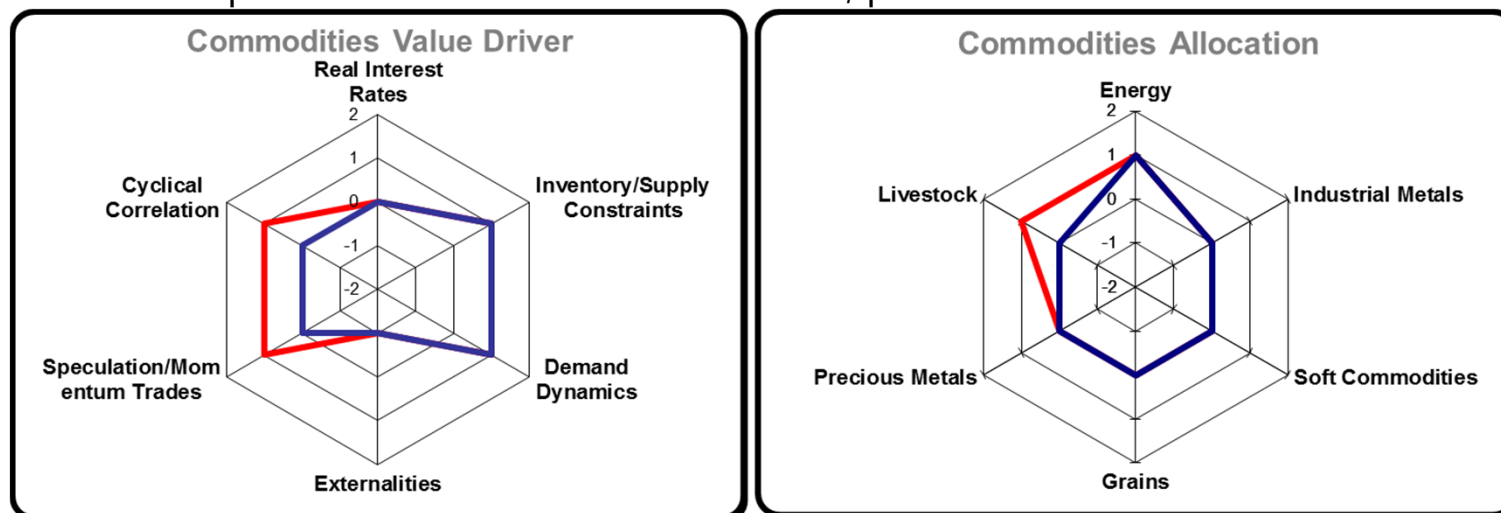 Commodities Value Driver
Real Interest
Rates
2
1
0
-1
-2
Inventory/Supply
Constraints
Demand
Dynamics
Externalities
Speculation/Mom
entum Trades
Cyclical
Correlation
Commodities Allocation
Energy
2
1
0
-1
-2
Industrial Metals
Soft Commodities
Grains
Precious Metals
Livestock